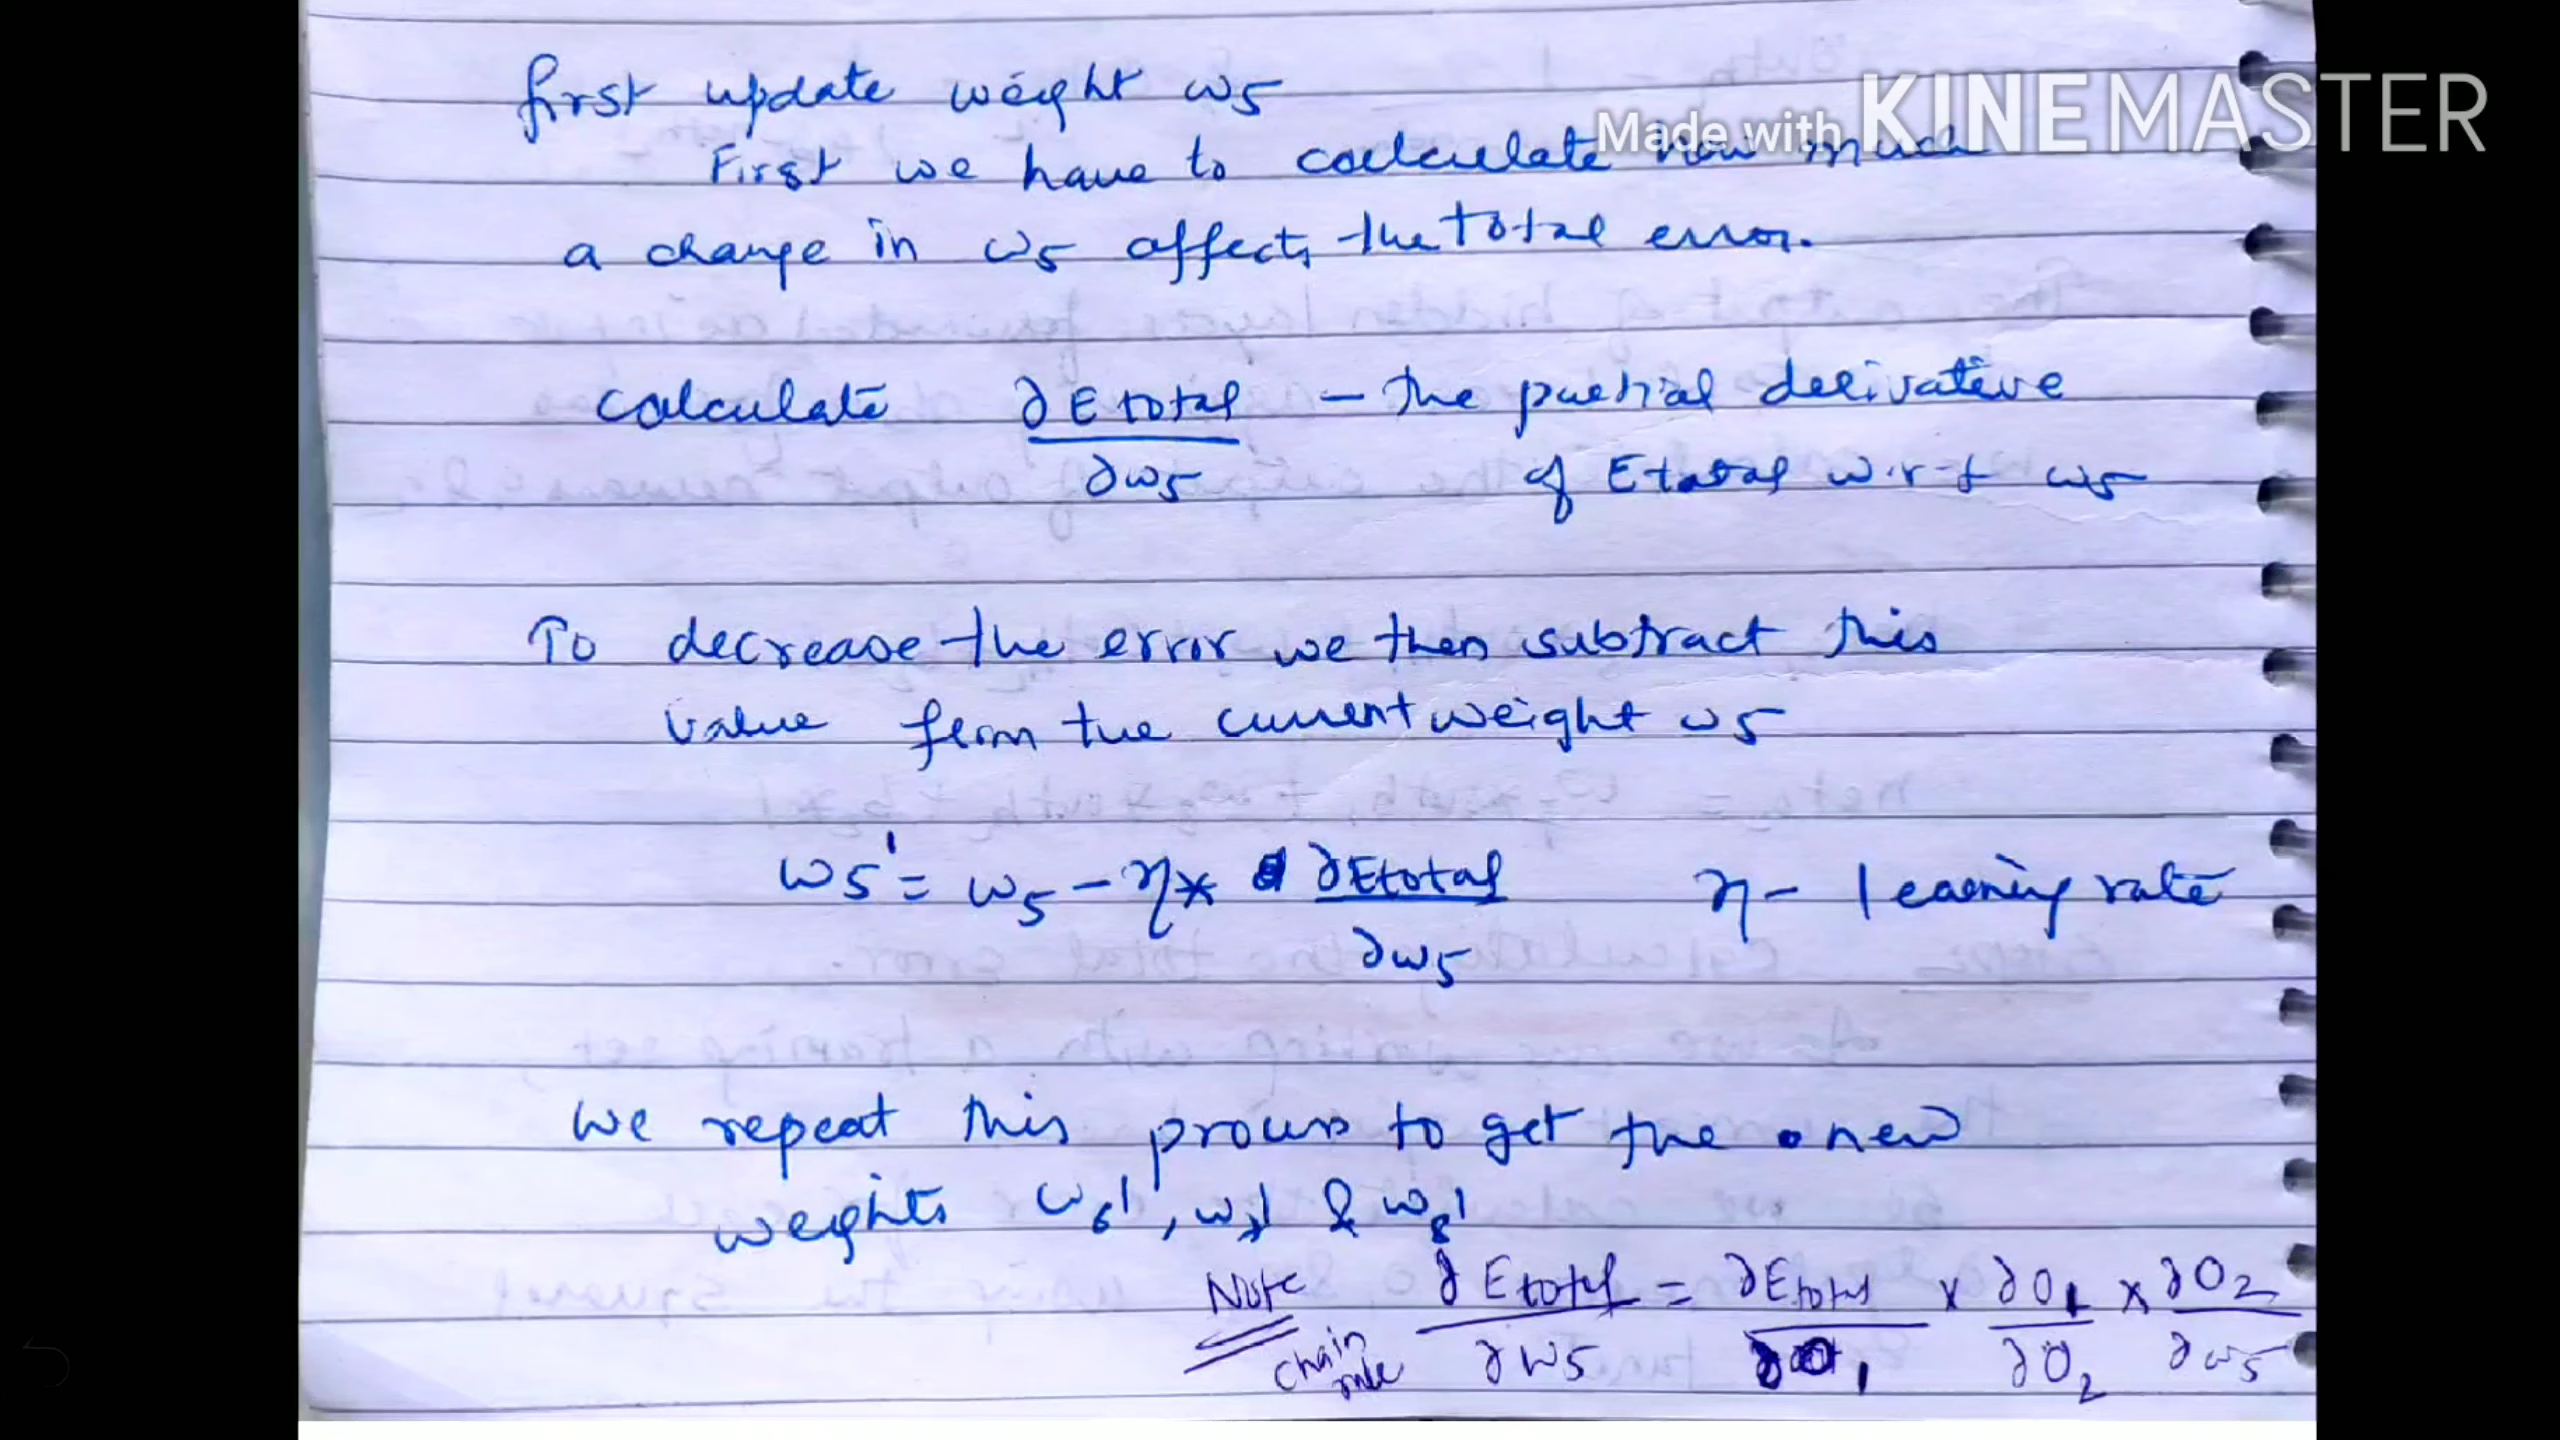 first update weight w5
Made with KINEMASTER
First we have to calculate how much
a change in w5 affects the total error.
calculate ∂Etotal/∂w5 – the partial derivative
of Etotal w.r.t w5
To decrease the error we then subtract this
value from the current weight w5
w5' = w5 – η* ∂Etotal/∂w5 η – learning rate
we repeat this process to get the new
weights w6', w7' & w8'
Note Chain rule ∂Etotal/∂w5 = ∂Etotal/∂O1 × ∂O1/∂O2 × ∂O2/∂w5